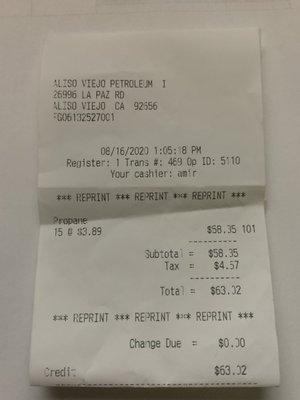 ALISO VIEJO PETROLEUM I
26996 LA PAZ RD
ALISO VIEJO CA 92656
FG06132527001
08/16/2020 1:05:18 PM
Register: 1 Trans #: 469 Op ID: 5110
Your cashier: amir
*** REPRINT *** REPRINT *** REPRINT ***
Propane
15 @ $3.89 $58.35 101
----------
Subtotal = $58.35
Tax = $4.67
----------
Total = $63.02
*** REPRINT *** REPRINT *** REPRINT ***
Change Due = $0.00
----------
Credit $63.02